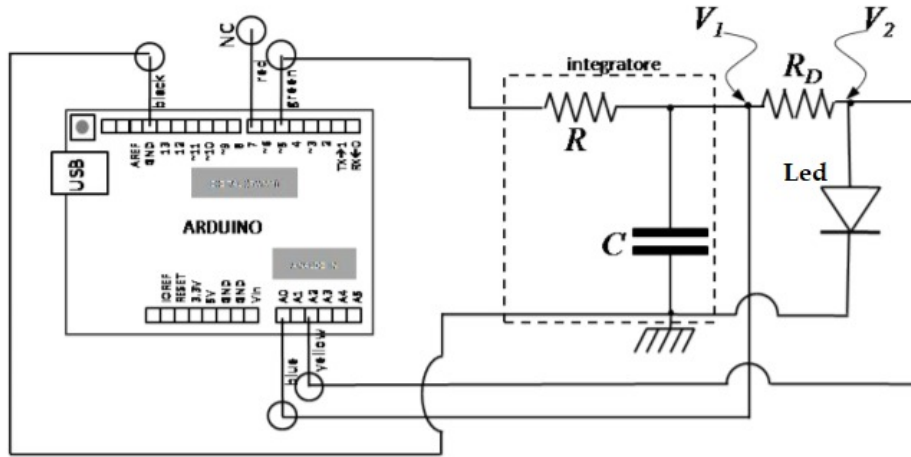 NC
V1
V2
black
red
green
integratore
RD
R
C
Led
AREF
GND
13
12
~11
~10
~9
8
7
~6
~5
4
~3
2
TX→1
RX←0
USB
ARDUINO
IOREF
RESET
3.3V
5V
GND
GND
Vin
A0
A1
A2
A3
A4
A5
blue
yellow